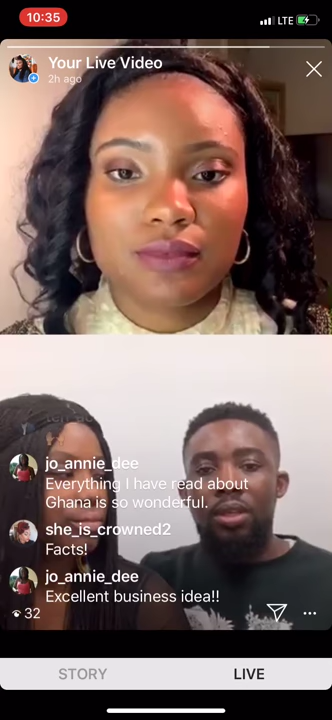 10:35
LTE
Your Live Video
2h ago
jo_annie_dee
Everything I have read about
Ghana is so wonderful.
she_is_crowned2
Facts!
jo_annie_dee
Excellent business idea!!
32
STORY
LIVE